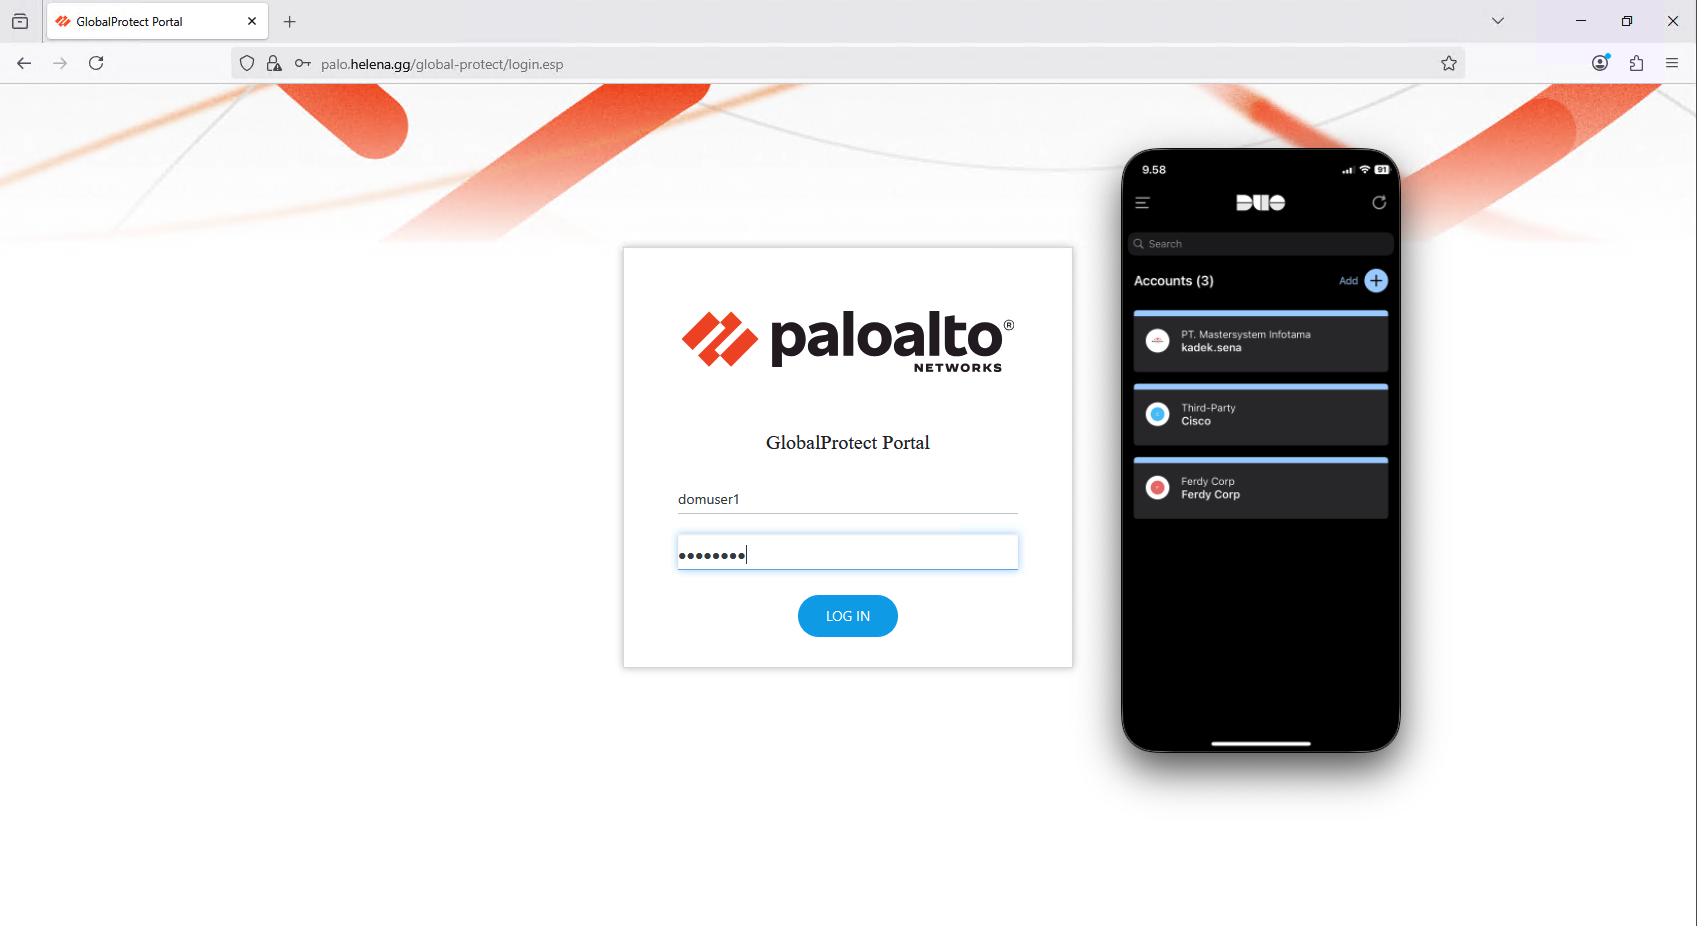 GlobalProtect Portal
palo.helena.gg/global-protect/login.esp
paloalto®
NETWORKS
GlobalProtect Portal
domuser1
LOG IN
9.58
91
DUO
Search
Accounts (3)
Add
PT. Mastersystem Infotama
kadek.sena
Third-Party
Cisco
Ferdy Corp
Ferdy Corp